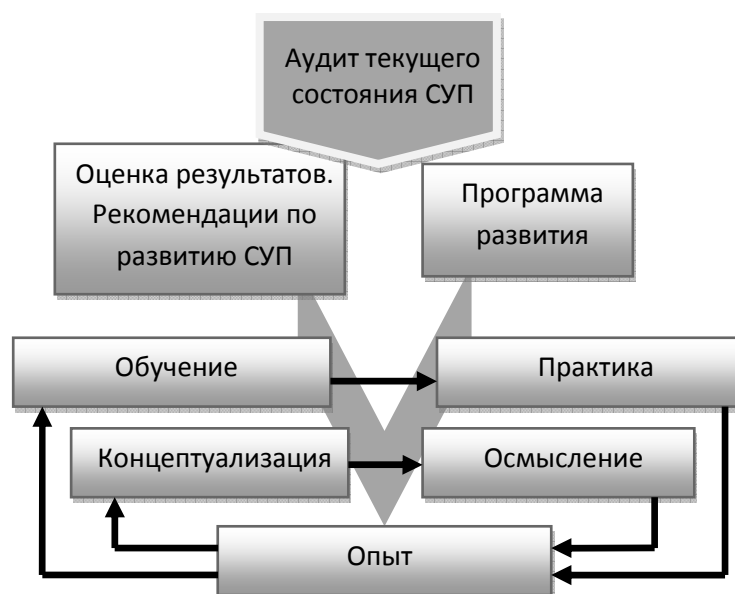 Аудит текущего
состояния СУП
Оценка результатов.
Рекомендации по
развитию СУП
Программа
развития
Обучение
Практика
Концептуализация
Осмысление
Опыт